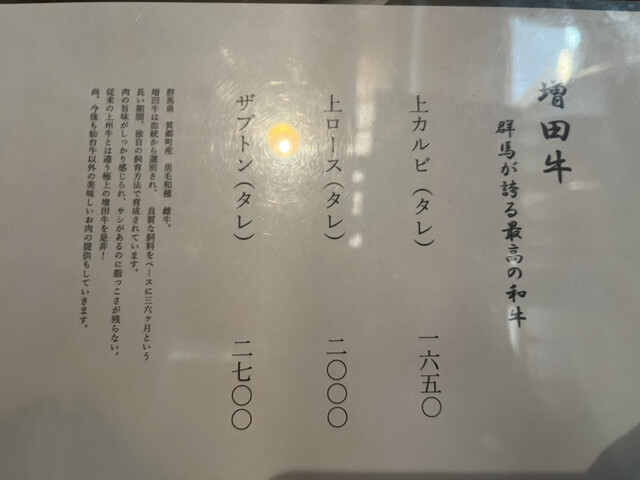 増田牛
群馬が誇る最高の和牛
上カルビ（タレ） 一六五〇
上ロース（タレ） 二〇〇〇
ザブトン（タレ） 二七〇〇
群馬県 箕郷町産 黒毛和種 雌牛。
増田牛は血統から選別され、良質な飼料をベースに三六ヶ月という
長い期間、独自の飼育方法で育成されています。
肉の旨味がしっかり感じられ、サシがあるのに脂っこさが残らない。
従来の上州牛とは違う極上の増田牛を是非！
尚、今後も仙台牛以外の美味しいお肉の提供もしていきます。